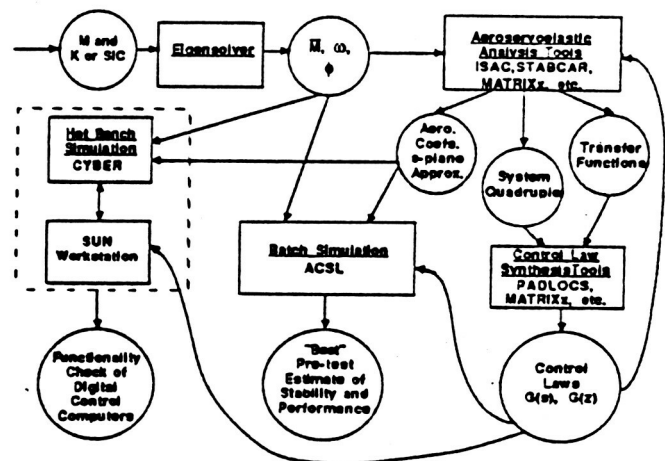 M and
K or SIC
Eigensolver
M, ω,
ϕ
Aeroservoelastic
Analysis Tools
ISAC, STABCAR,
MATRIXx, etc.
Hot Bench
Simulation
CYBER
Aero.
Coefs.
s-plane
Approx.
System
Quadruple
Transfer
Functions
SUN
Workstation
Batch Simulation
ACSL
Control Law
Synthesis Tools
PADLOCS,
MATRIXx, etc.
Functionality
Check of
Digital
Control
Computers
"Best"
Pre-test
Estimate of
Stability and
Performance
Control
Laws
G(s), G(z)